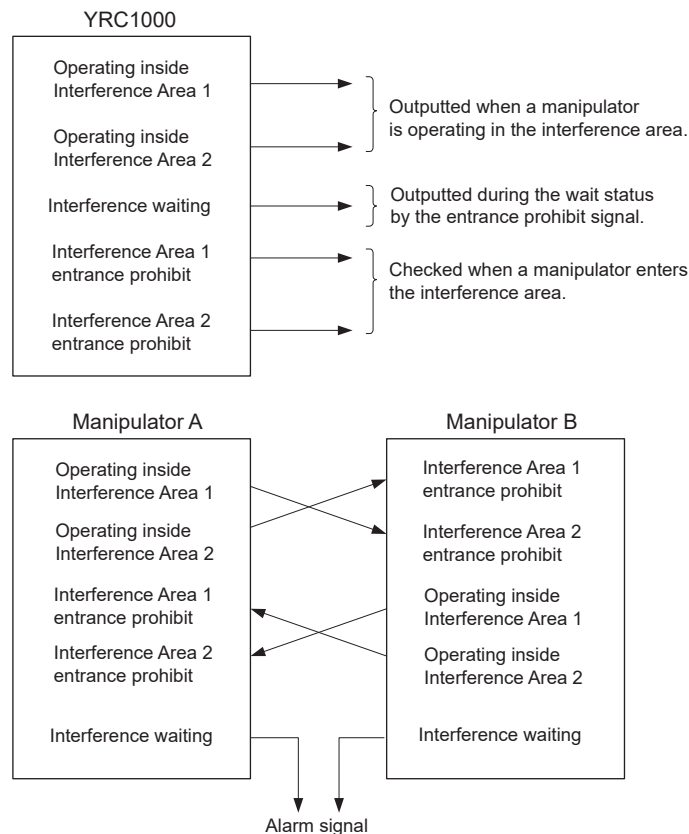 YRC1000
Operating inside
Interference Area 1
Operating inside
Interference Area 2
Interference waiting
Interference Area 1
entrance prohibit
Interference Area 2
entrance prohibit
Outputted when a manipulator
is operating in the interference area.
Outputted during the wait status
by the entrance prohibit signal.
Checked when a manipulator enters
the interference area.
Manipulator A
Operating inside
Interference Area 1
Operating inside
Interference Area 2
Interference Area 1
entrance prohibit
Interference Area 2
entrance prohibit
Interference waiting
Manipulator B
Interference Area 1
entrance prohibit
Interference Area 2
entrance prohibit
Operating inside
Interference Area 1
Operating inside
Interference Area 2
Interference waiting
Alarm signal